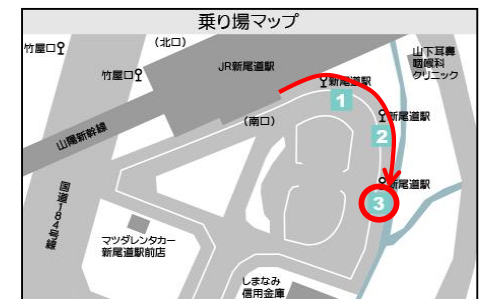 乗り場マップ
竹屋口
(北口)
竹屋口
JR新尾道駅
新尾道駅
山下耳鼻
咽喉科
クリニック
1
新尾道駅
(南口)
2
山陽新幹線
新尾道駅
3
国道184号線
マツダレンタカー
新尾道駅前店
しまなみ
信用金庫